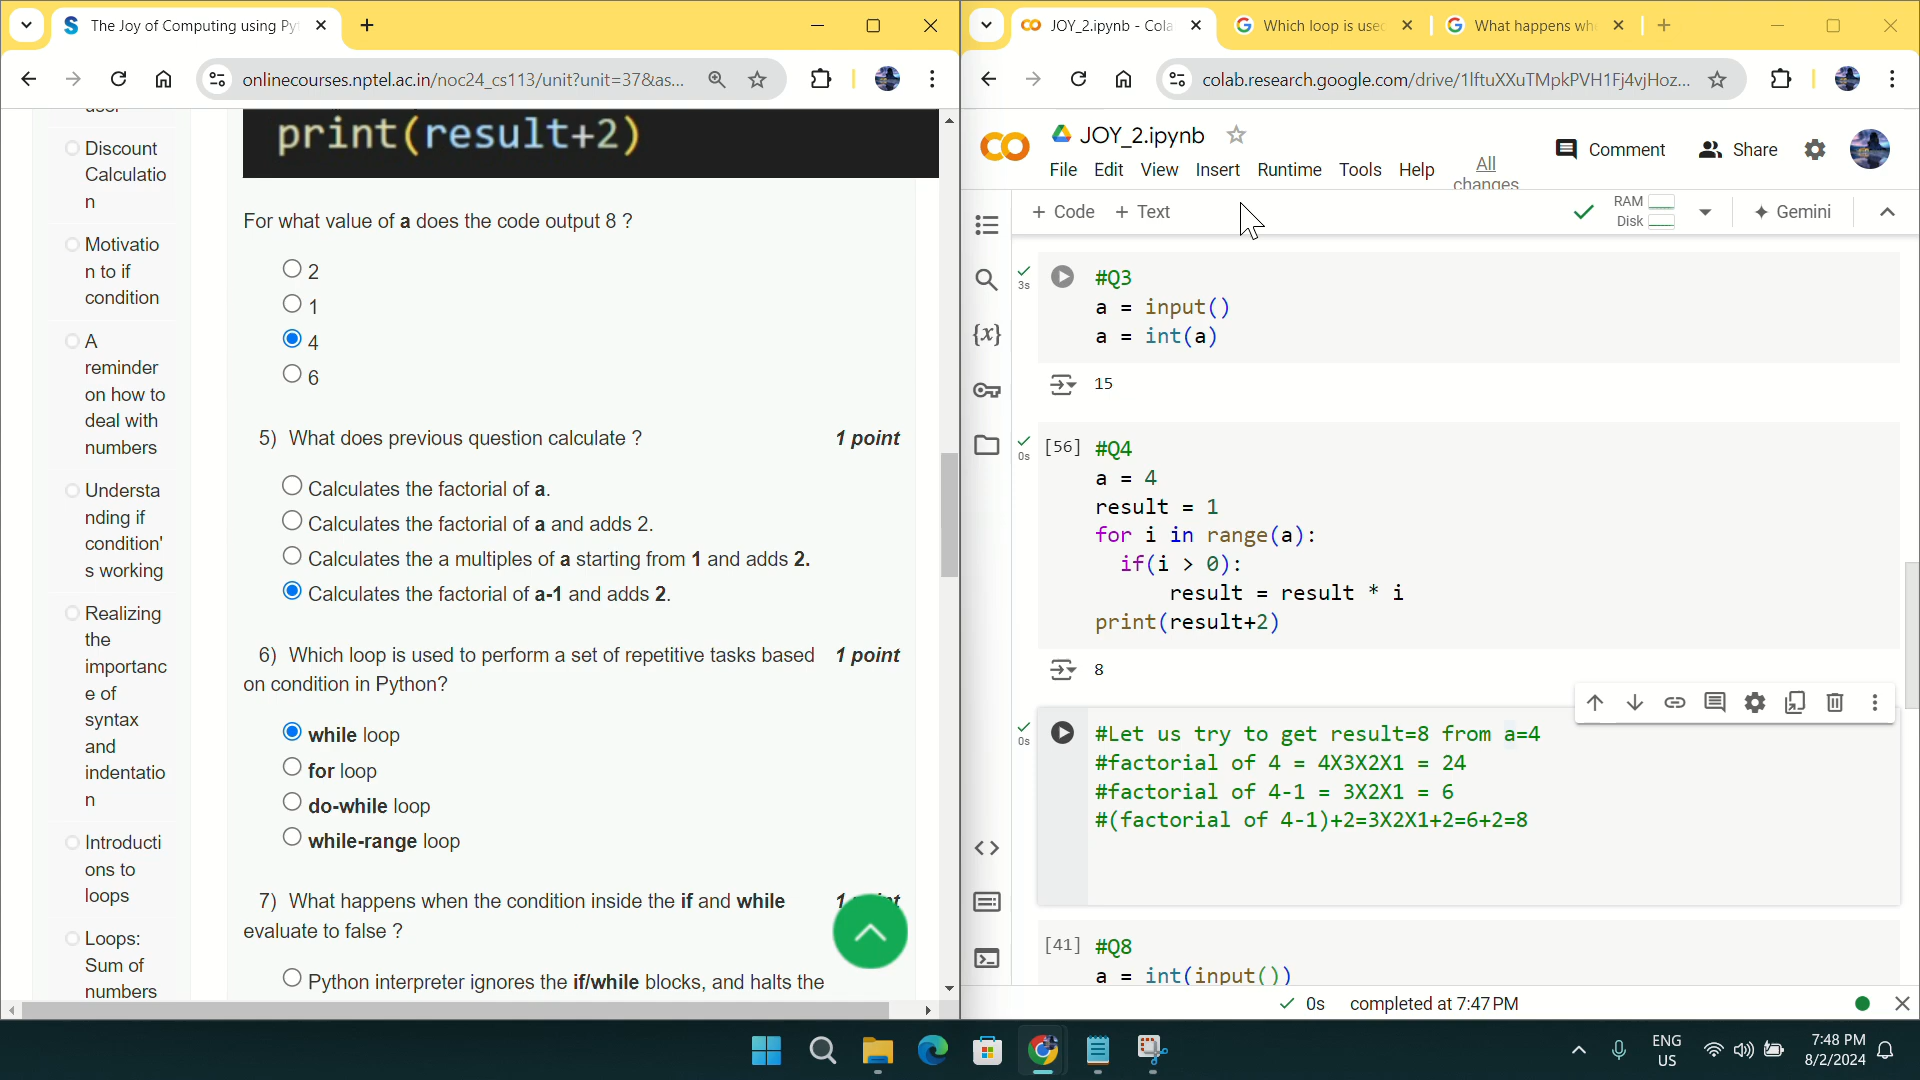 The Joy of Computing using Py
onlinecourses.nptel.ac.in/noc24_cs113/unit?unit=37&as...
Discount
Calculatio
n
Motivatio
n to if
condition
A
reminder
on how to
deal with
numbers
Understa
nding if
condition'
s working
Realizing
the
importanc
e of
syntax
and
indentatio
n
Introducti
ons to
loops
Loops:
Sum of
numbers
print(result+2)
For what value of a does the code output 8 ?
2
1
4
6
5) What does previous question calculate ? 1 point
Calculates the factorial of a.
Calculates the factorial of a and adds 2.
Calculates the a multiples of a starting from 1 and adds 2.
Calculates the factorial of a-1 and adds 2.
6) Which loop is used to perform a set of repetitive tasks based 1 point
on condition in Python?
while loop
for loop
do-while loop
while-range loop
7) What happens when the condition inside the if and while
evaluate to false ?
Python interpreter ignores the if/while blocks, and halts the
JOY_2.ipynb - Cola
Which loop is used
What happens wh
colab.research.google.com/drive/1lftuXXuTMpkPVH1Fj4vjHoz...
JOY_2.ipynb
File Edit View Insert Runtime Tools Help All
changes
Comment Share
+ Code + Text
RAM
Disk
Gemini
3s
#Q3
a = input()
a = int(a)
15
0s
[56] #Q4
a = 4
result = 1
for i in range(a):
if(i > 0):
result = result * i
print(result+2)
8
0s
#Let us try to get result=8 from a=4
#factorial of 4 = 4X3X2X1 = 24
#factorial of 4-1 = 3X2X1 = 6
#(factorial of 4-1)+2=3X2X1+2=6+2=8
[41] #Q8
a = int(input())
0s completed at 7:47 PM
ENG
US
7:48 PM
8/2/2024